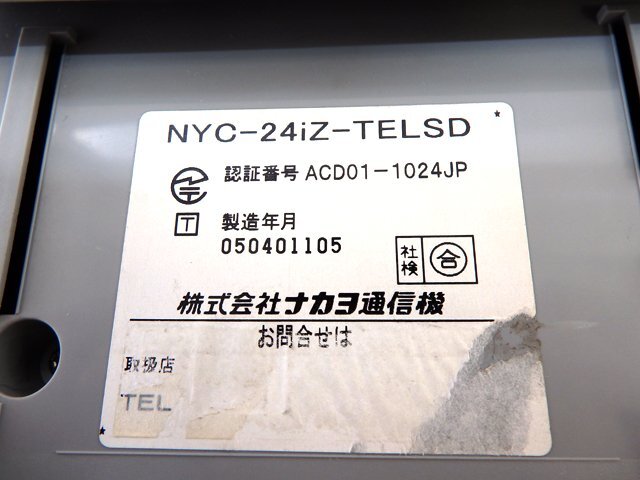 NYC-24iZ-TELSD
認証番号 ACD01-1024JP
T 製造年月
050401105
社検 合
株式会社ナカヨ通信機
お問合せは
取扱店
TEL